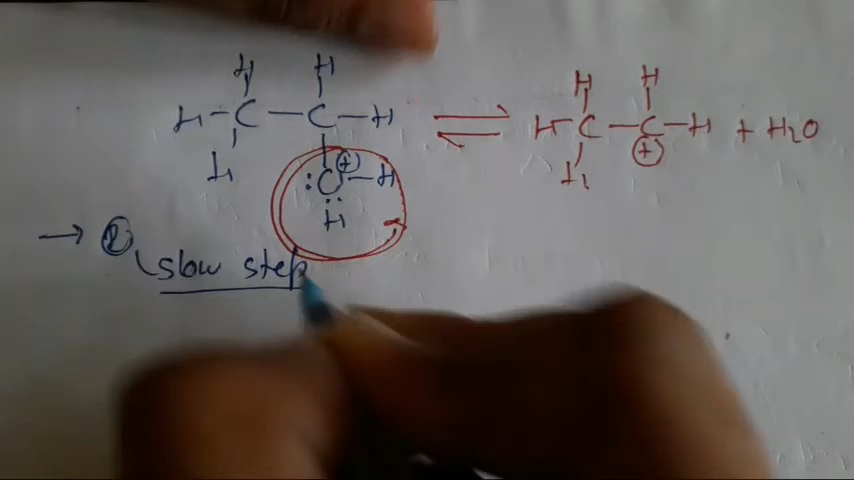 H H H H
H-C-C-H ⇌ H-C-C-H + H₂O
H :O-H H ⊕
⊕
H
→ ② slow step